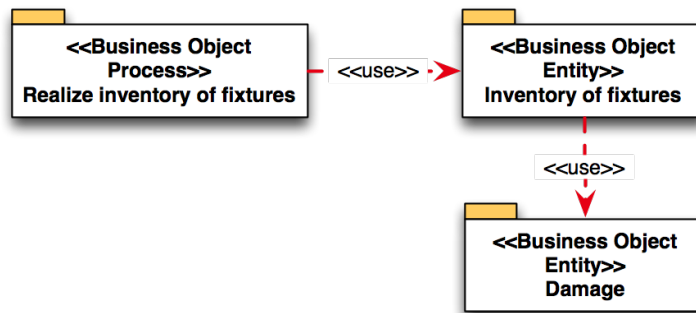 <<Business Object
Process>>
Realize inventory of fixtures
<<use>>
<<Business Object
Entity>>
Inventory of fixtures
<<use>>
<<Business Object
Entity>>
Damage